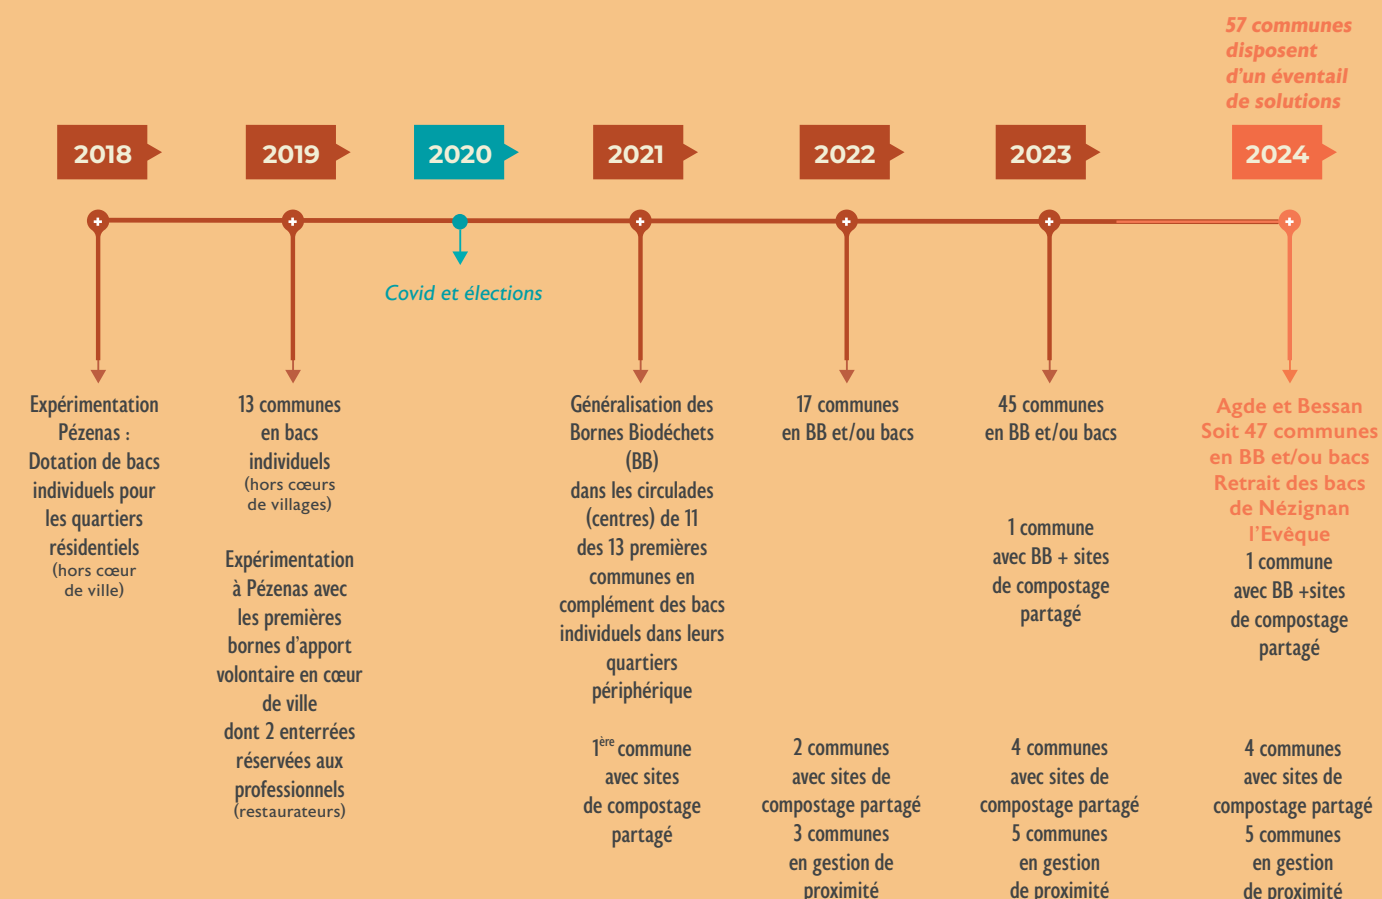 57 communes
disposent
d'un éventail
de solutions
2018
2019
2020
2021
2022
2023
2024
Covid et élections
Expérimentation
Pézenas :
Dotation de bacs
individuels pour
les quartiers
résidentiels
(hors cœur
de ville)
13 communes
en bacs
individuels
(hors cœurs
de villages)
Expérimentation
à Pézenas avec
les premières
bornes d'apport
volontaire en cœur
de ville
dont 2 enterrées
réservées aux
professionnels
(restaurateurs)
Généralisation des
Bornes Biodéchets
(BB)
dans les circulades
(centres) de 11
des 13 premières
communes en
complément des bacs
individuels dans leurs
quartiers
périphérique
1ère commune
avec sites
de compostage
partagé
17 communes
en BB et/ou bacs
2 communes
avec sites de
compostage partagé
3 communes
en gestion de
proximité
45 communes
en BB et/ou bacs
1 commune
avec BB + sites
de compostage
partagé
4 communes
avec sites de
compostage partagé
5 communes
en gestion
de proximité
Agde et Bessan
Soit 47 communes
en BB et/ou bacs
Retrait des bacs
de Nézignan
l'Evêque
1 commune
avec BB +sites
de compostage
partagé
4 communes
avec sites de
compostage partagé
5 communes
en gestion
de proximité